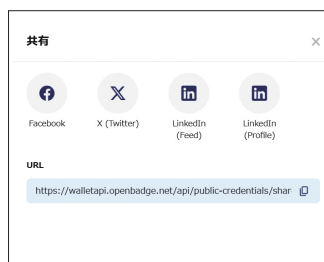 共有
Facebook
X (Twitter)
LinkedIn
(Feed)
LinkedIn
(Profile)
URL
https://walletapi.openbadge.net/api/public-credentials/shar